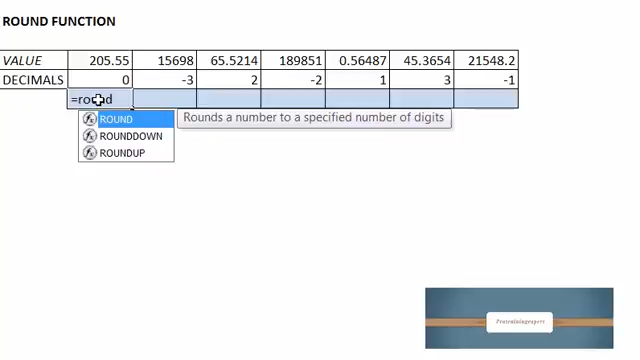 ROUND FUNCTION
VALUE 205.55 15698 65.5214 189851 0.56487 45.3654 21548.2
DECIMALS 0 -3 2 -2 1 3 -1
=round
ROUND Rounds a number to a specified number of digits
ROUNDDOWN
ROUNDUP